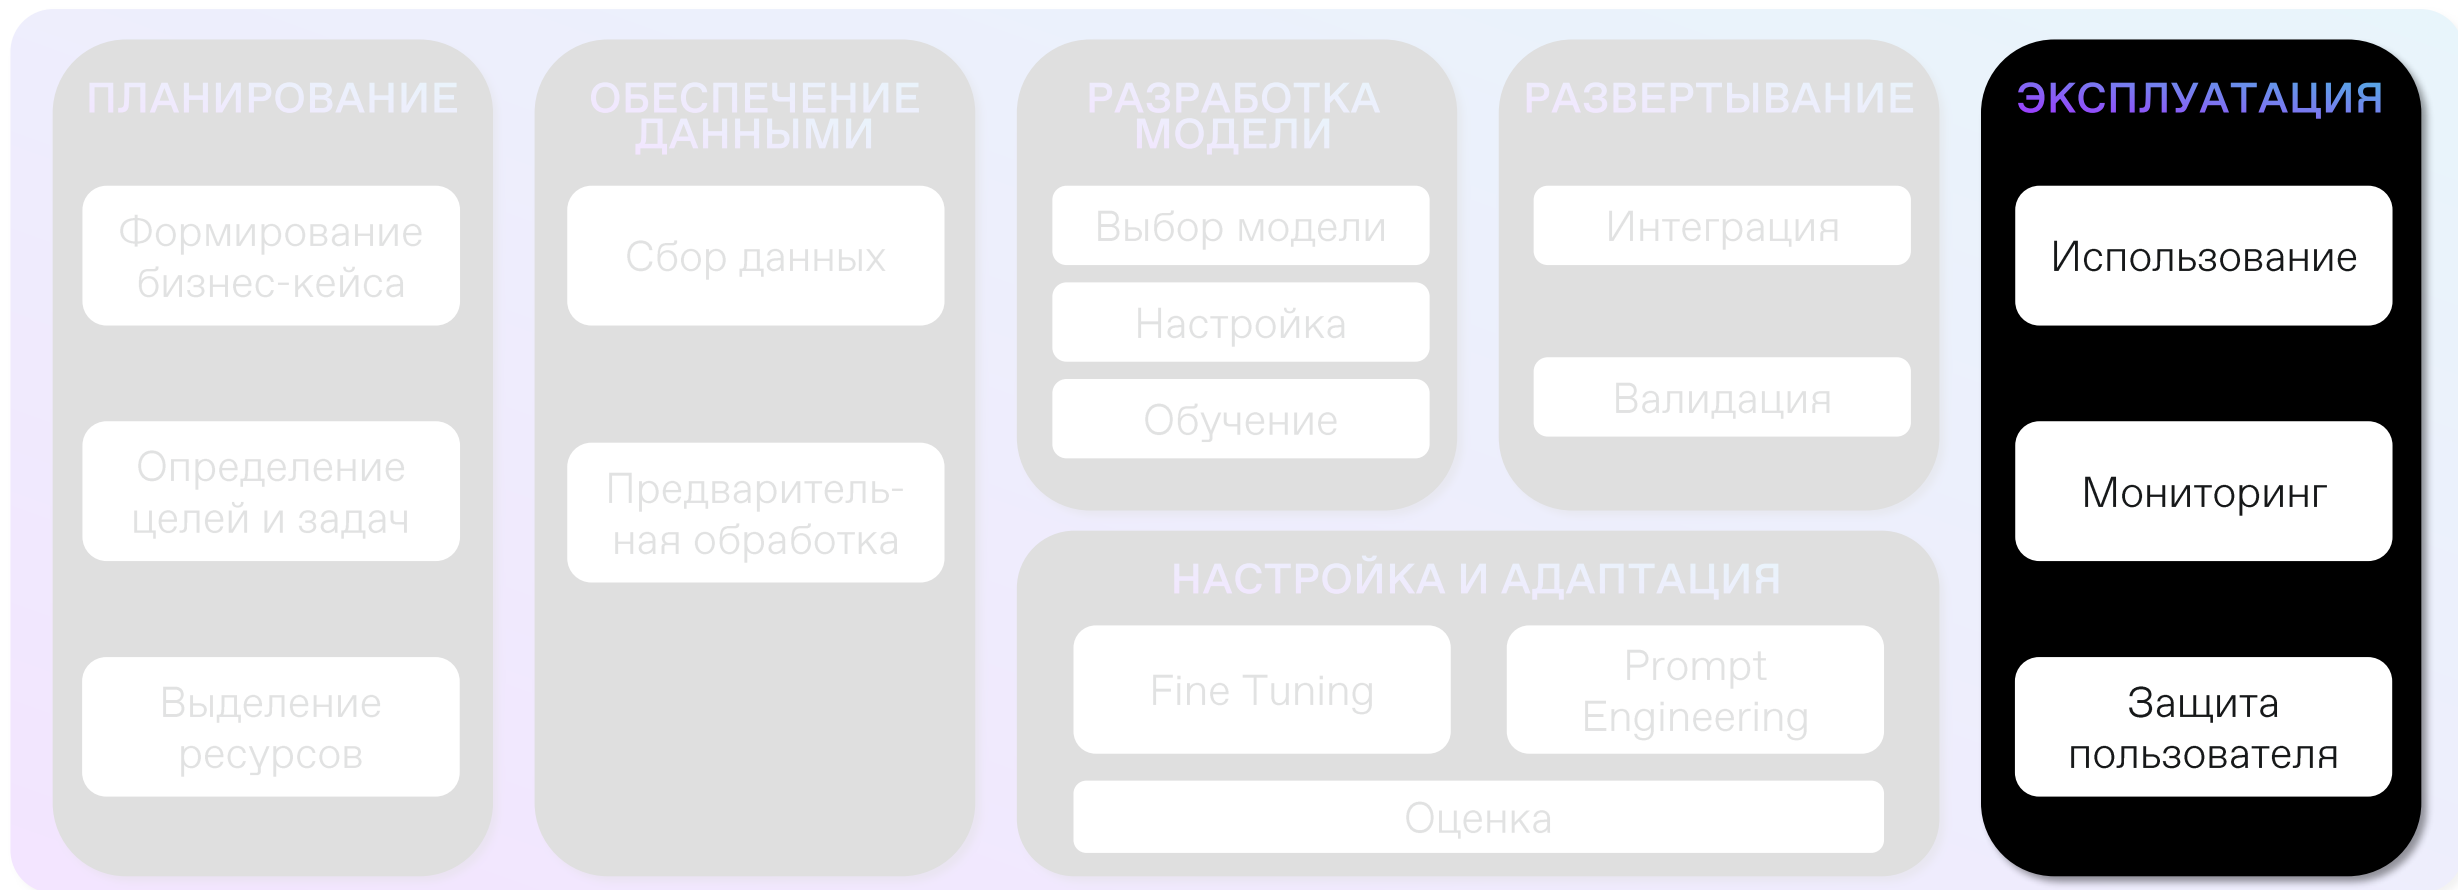 ПЛАНИРОВАНИЕ
Формирование
бизнес-кейса
Определение
целей и задач
Выделение
ресурсов
ОБЕСПЕЧЕНИЕ
ДАННЫМИ
Сбор данных
Предваритель-
ная обработка
РАЗРАБОТКА
МОДЕЛИ
Выбор модели
Настройка
Обучение
РАЗВЕРТЫВАНИЕ
Интеграция
Валидация
НАСТРОЙКА И АДАПТАЦИЯ
Fine Tuning
Prompt
Engineering
Оценка
ЭКСПЛУАТАЦИЯ
Использование
Мониторинг
Защита
пользователя